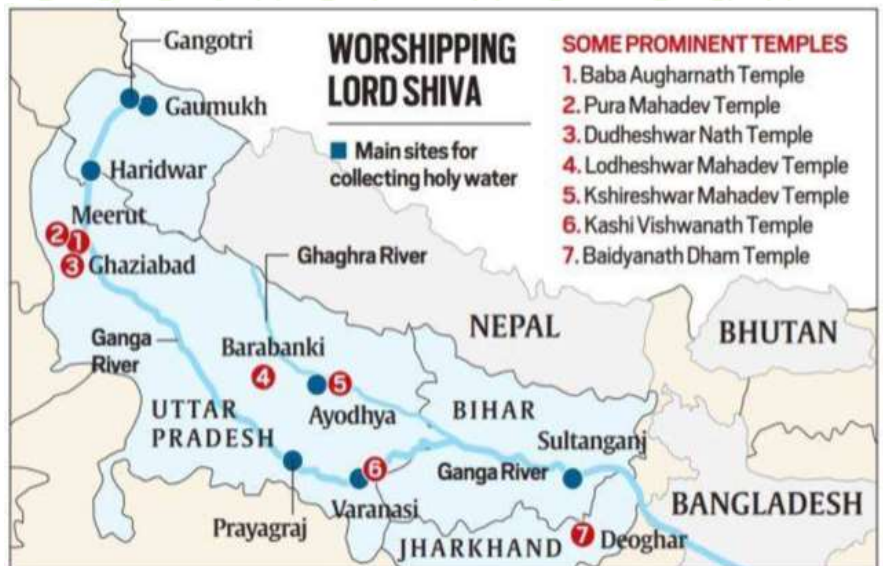 WORSHIPPING
LORD SHIVA
Main sites for
collecting holy water
SOME PROMINENT TEMPLES
1. Baba Augharnath Temple
2. Pura Mahadev Temple
3. Dudheshwar Nath Temple
4. Lodheshwar Mahadev Temple
5. Kshireshwar Mahadev Temple
6. Kashi Vishwanath Temple
7. Baidyanath Dham Temple
Gangotri
Gaumukh
Haridwar
Meerut
2
1
3
Ghaziabad
Ghaghra River
Ganga
River
Barabanki
4
5
Ayodhya
NEPAL
BHUTAN
UTTAR
PRADESH
BIHAR
Sultanganj
6
Ganga River
Varanasi
Prayagraj
BANGLADESH
JHARKHAND
7
Deoghar